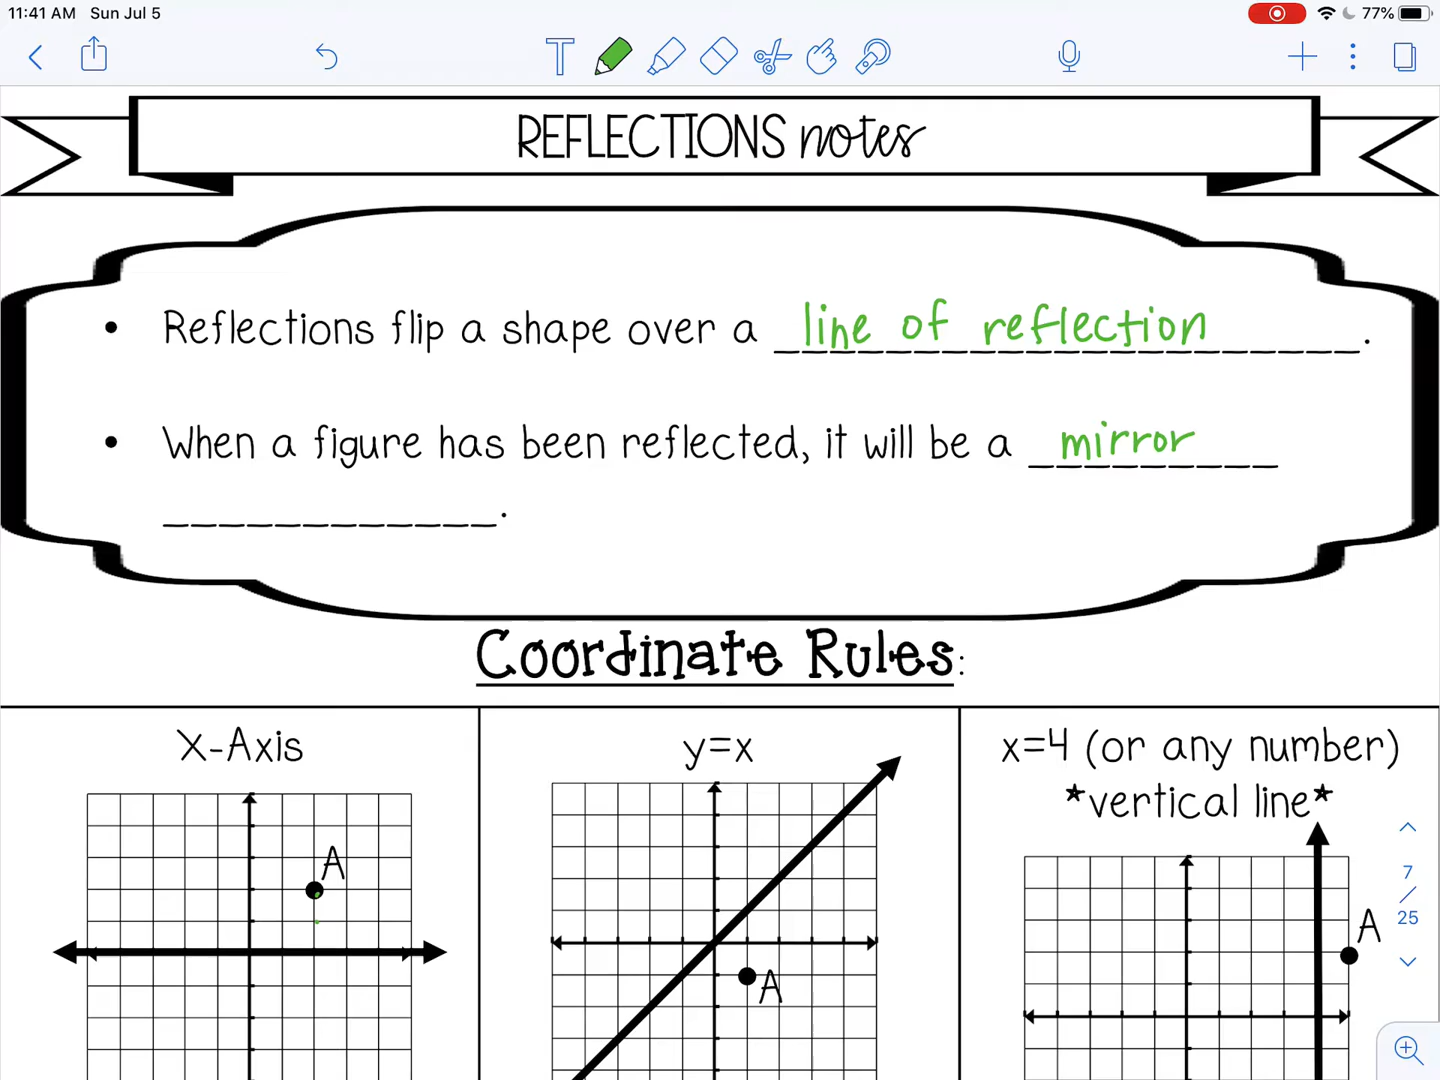 11:41 AM Sun Jul 5
77%
T
REFLECTIONS notes
• Reflections flip a shape over a line of reflection.
• When a figure has been reflected, it will be a mirror
____________.
Coordinate Rules:
X-Axis
A
y=x
A
x=4 (or any number)
*vertical line*
A
7
/
25